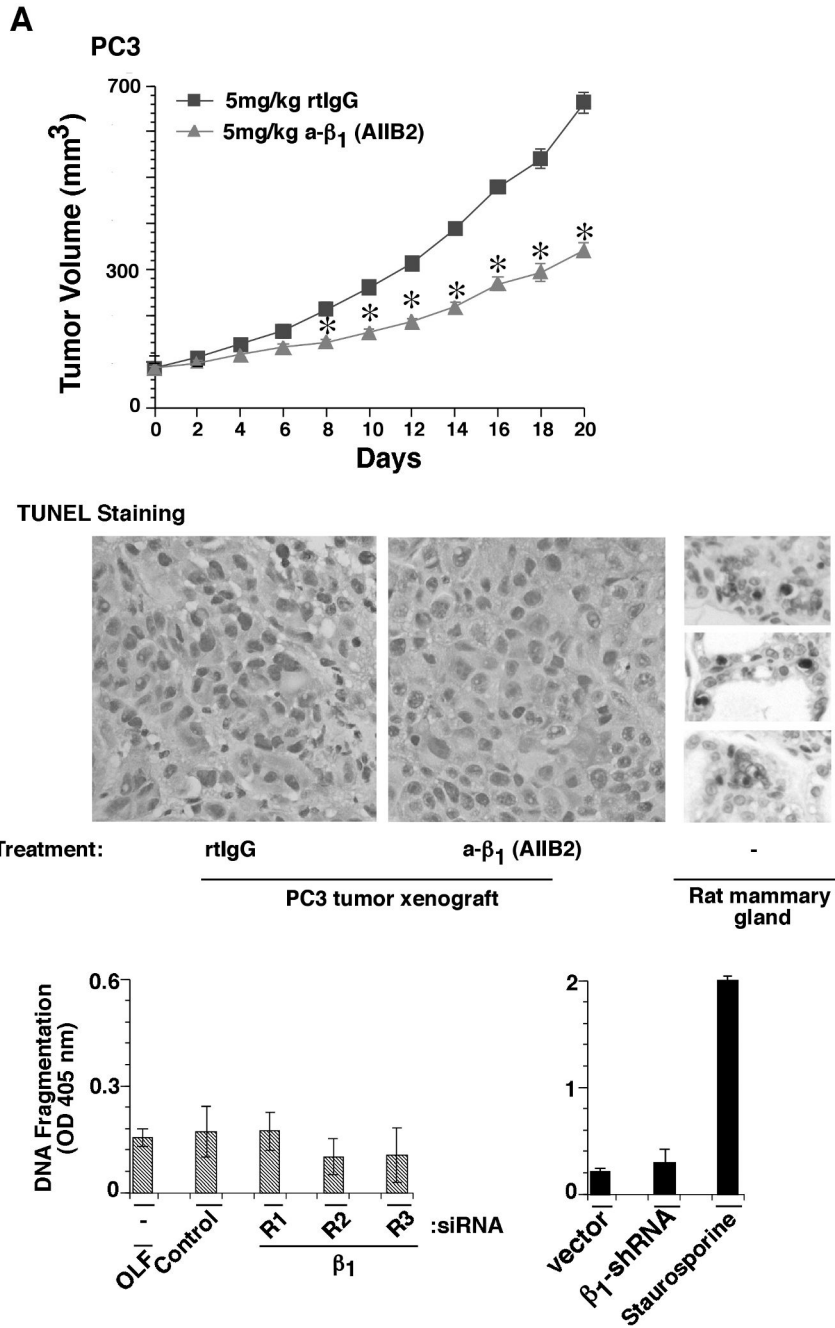 A
PC3
700
5mg/kg rtIgG
5mg/kg a-β1 (AIIB2)
Tumor Volume (mm3)
300
0
0 2 4 6 8 10 12 14 16 18 20
* * * * * * *
Days
TUNEL Staining
Treatment: rtIgG a-β1 (AIIB2) -
PC3 tumor xenograft
Rat mammary
gland
DNA Fragmentation
(OD 405 nm)
0.6
0.3
0
- Control R1 R2 R3 :siRNA
OLF
β1
2
1
0
vector
β1-shRNA
Staurosporine